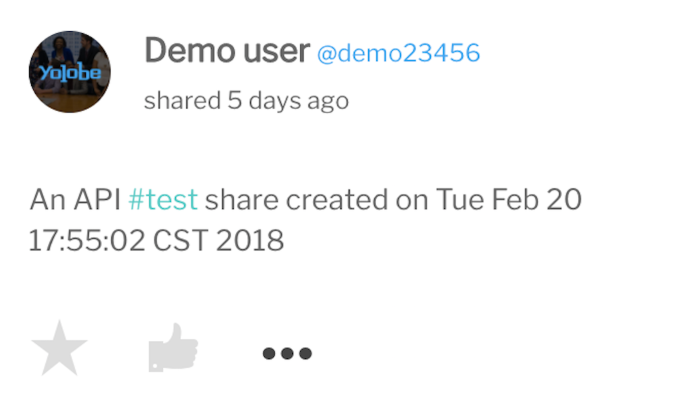 Yolobe
Demo user @demo23456
shared 5 days ago
An API #test share created on Tue Feb 20
17:55:02 CST 2018